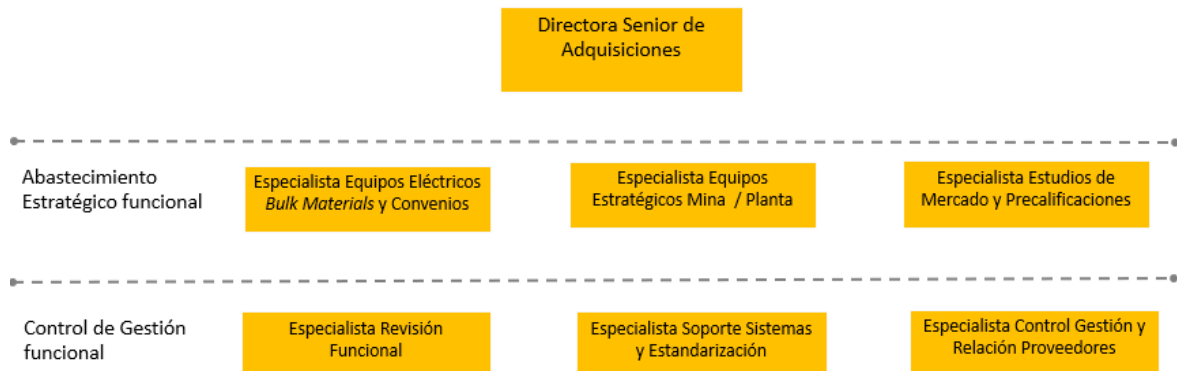 Directora Senior de
Adquisiciones
Abastecimiento
Estratégico funcional
Especialista Equipos Eléctricos
Bulk Materials y Convenios
Especialista Equipos
Estratégicos Mina / Planta
Especialista Estudios de
Mercado y Precalificaciones
Control de Gestión
funcional
Especialista Revisión
Funcional
Especialista Soporte Sistemas
y Estandarización
Especialista Control Gestión y
Relación Proveedores